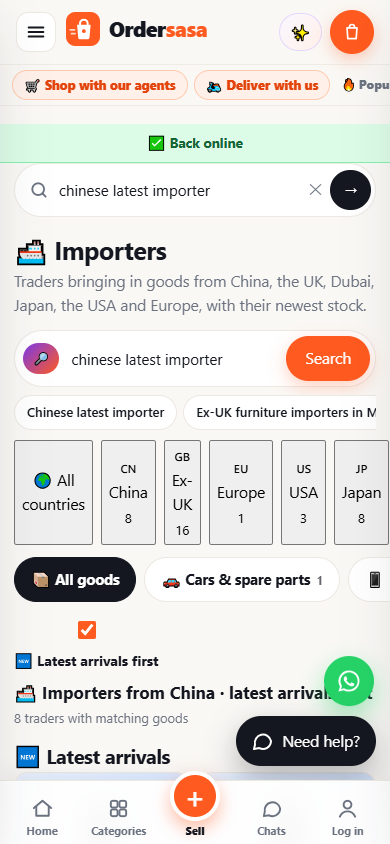 Ordersasa
🛒 Shop with our agents
Deliver with us
🔥 Popu
✅ Back online
chinese latest importer
Importers
Traders bringing in goods from China, the UK, Dubai,
Japan, the USA and Europe, with their newest stock.
chinese latest importer
Search
Chinese latest importer
Ex-UK furniture importers in M
All
countries
CN
China
8
GB
Ex-
UK
16
EU
Europe
1
US
USA
3
JP
Japan
8
All goods
Cars & spare parts 1
NEW Latest arrivals first
Importers from China · latest arrival
8 traders with matching goods
NEW Latest arrivals
Need help?
Home
Categories
Sell
Chats
Log in